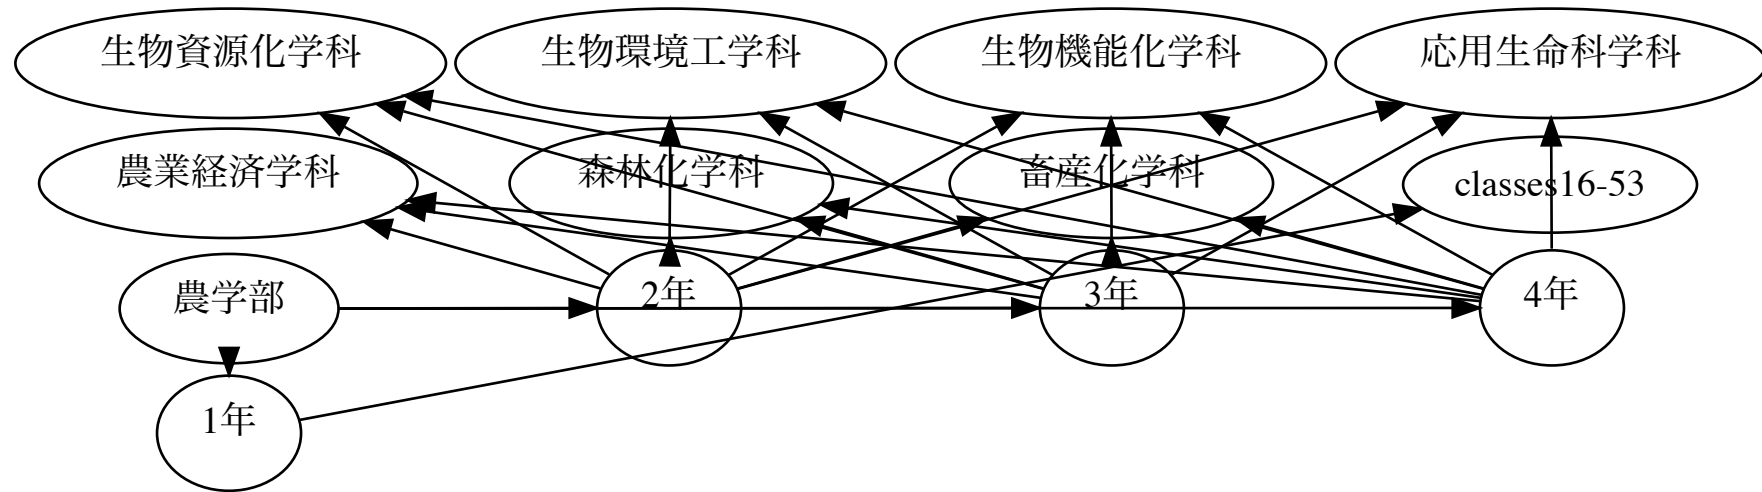 生物資源化学科
生物環境工学科
生物機能化学科
応用生命科学科
農業経済学科
森林化学科
畜産化学科
classes16-53
農学部
2年
3年
4年
1年